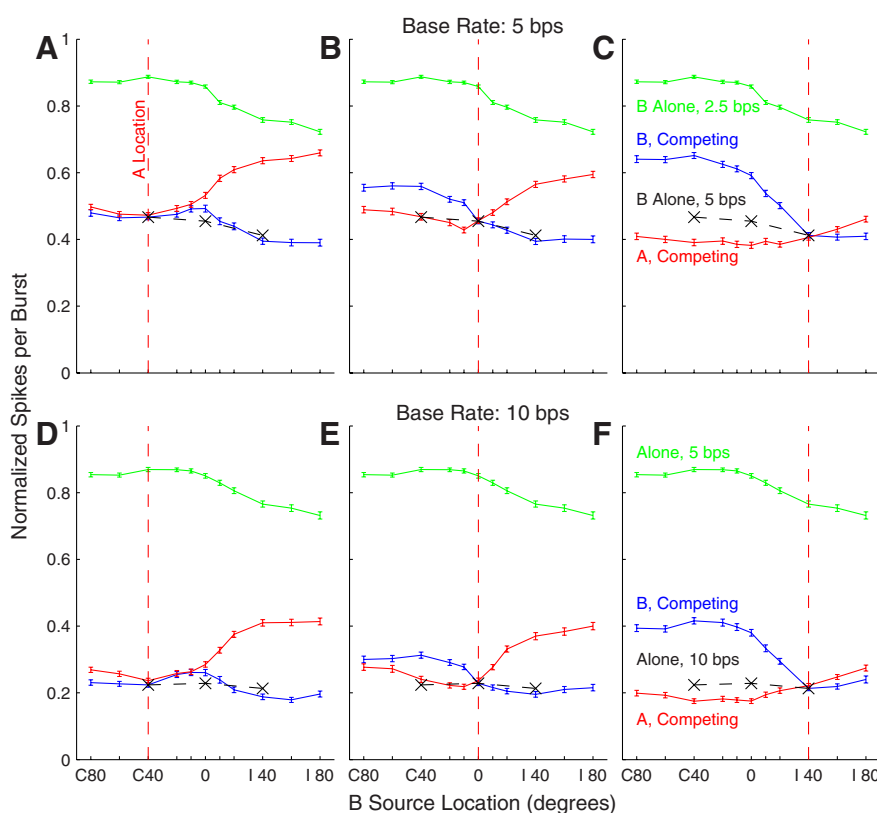 Base Rate: 5 bps
A
B
C
1
0.8
0.6
0.4
0.2
0
A Location
B Alone, 2.5 bps
B, Competing
B Alone, 5 bps
A, Competing
Normalized Spikes per Burst
Base Rate: 10 bps
D
E
F
1
0.8
0.6
0.4
0.2
0
Alone, 5 bps
B, Competing
Alone, 10 bps
A, Competing
C80 C40 0 I 40 I 80
C40 0 I 40 I 80
C40 0 I 40 I 80
B Source Location (degrees)